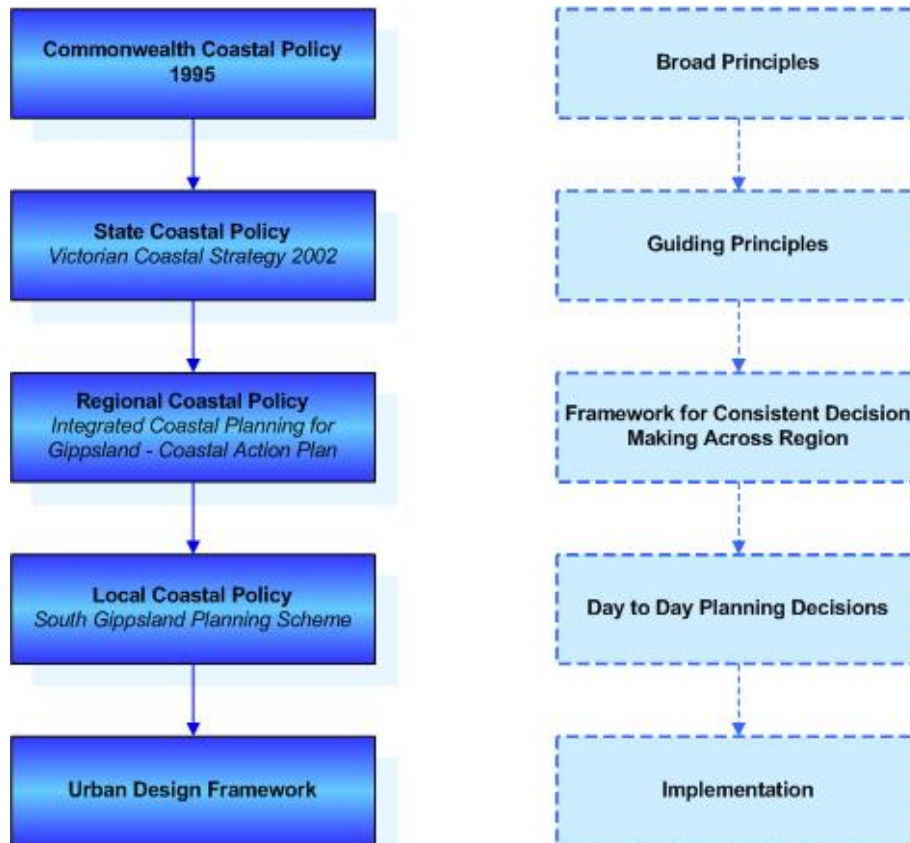 Commonwealth Coastal Policy
1995
Broad Principles
State Coastal Policy
Victorian Coastal Strategy 2002
Guiding Principles
Regional Coastal Policy
Integrated Coastal Planning for
Gippsland - Coastal Action Plan
Framework for Consistent Decision
Making Across Region
Local Coastal Policy
South Gippsland Planning Scheme
Day to Day Planning Decisions
Urban Design Framework
Implementation